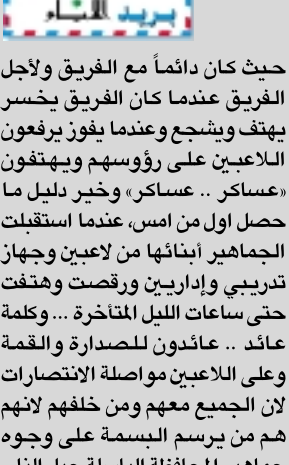 بريد الأنباء
حيث كان دائماً مع الفريق ولأجل
الفريق عندما كان الفريق يخسر
يهتف ويشجع وعندما يفوز يرفعون
اللاعبين على رؤوسهم ويهتفون
«عساكر .. عساكر» وخير دليل ما
حصل اول من امس، عندما استقبلت
الجماهير أبنائها من لاعبين وجهاز
تدريبي وإداريين ورقصت وهتفت
حتى ساعات الليل المتأخرة ... وكلمة
عائد .. عائدون للصدارة والقمة
وعلى اللاعبين مواصلة الانتصارات
لان الجميع معهم ومن خلفهم لانهم
هم من يرسم البسمة على وجوه